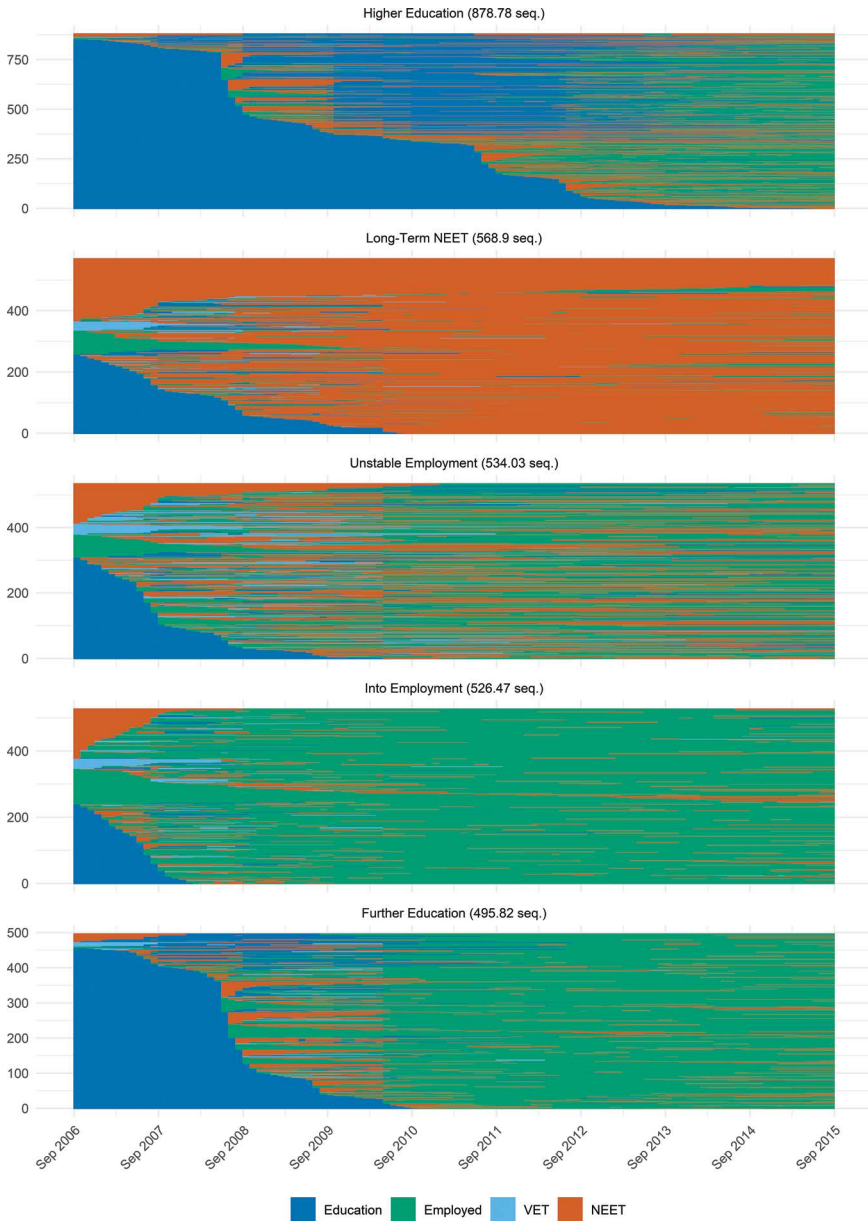 Higher Education (878.78 seq.)
750
500
250
0
Long-Term NEET (568.9 seq.)
400
200
0
Unstable Employment (534.03 seq.)
400
200
0
Into Employment (526.47 seq.)
400
200
0
Further Education (495.82 seq.)
500
400
300
200
100
0
Sep 2006 Sep 2007 Sep 2008 Sep 2009 Sep 2010 Sep 2011 Sep 2012 Sep 2013 Sep 2014 Sep 2015
Education Employed VET NEET